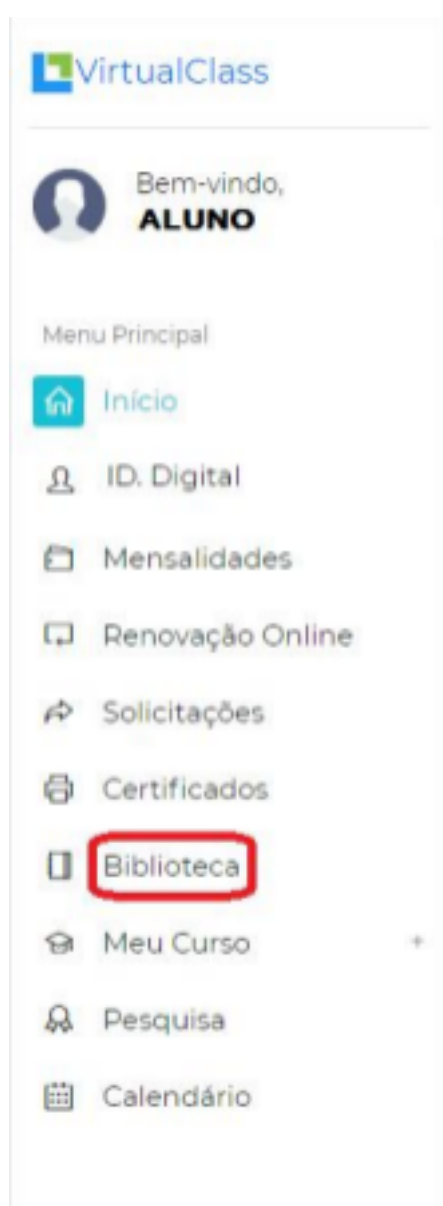 VirtualClass
Bem-vindo,
ALUNO
Menu Principal
Início
ID. Digital
Mensalidades
Renovação Online
Solicitações
Certificados
Biblioteca
Meu Curso +
Pesquisa
Calendário